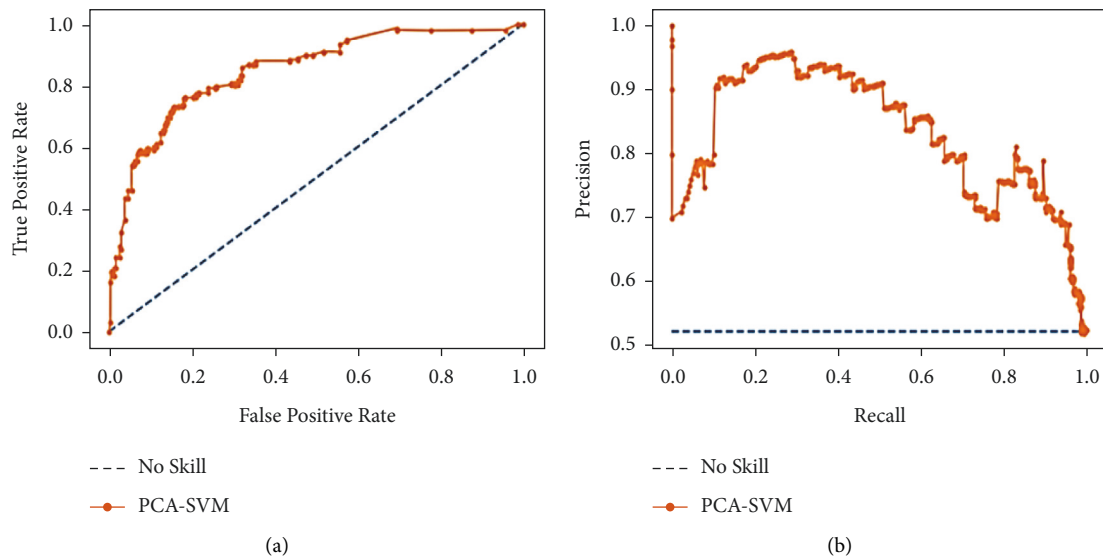 1.0
0.8
0.6
0.4
0.2
0.0
True Positive Rate
0.0 0.2 0.4 0.6 0.8 1.0
False Positive Rate
No Skill
PCA-SVM
(a)
1.0
0.9
0.8
0.7
0.6
0.5
Precision
0.0 0.2 0.4 0.6 0.8 1.0
Recall
No Skill
PCA-SVM
(b)